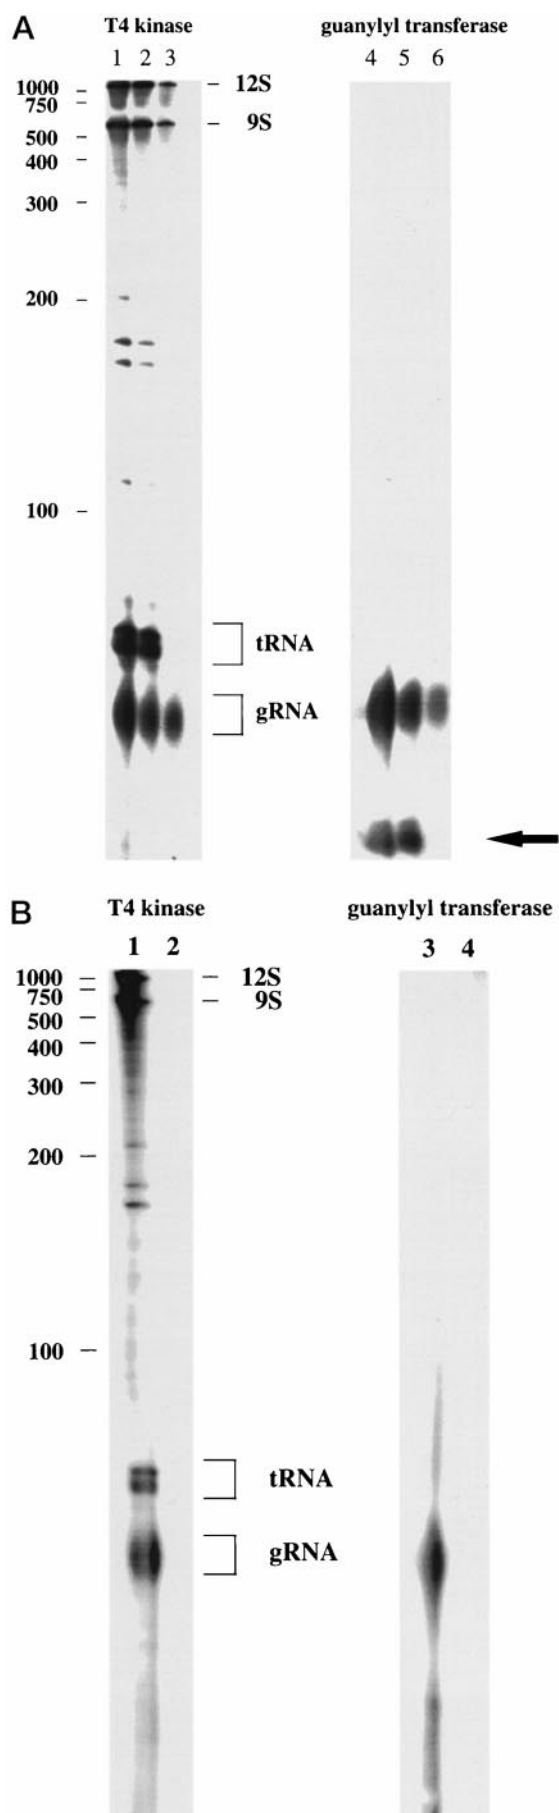 A
T4 kinase guanylyl transferase
1 2 3 4 5 6
1000 12S
750
500 9S
400
300
200
100
tRNA
gRNA
B
T4 kinase guanylyl transferase
1 2 3 4
1000 12S
750 9S
500
400
300
200
100
tRNA
gRNA